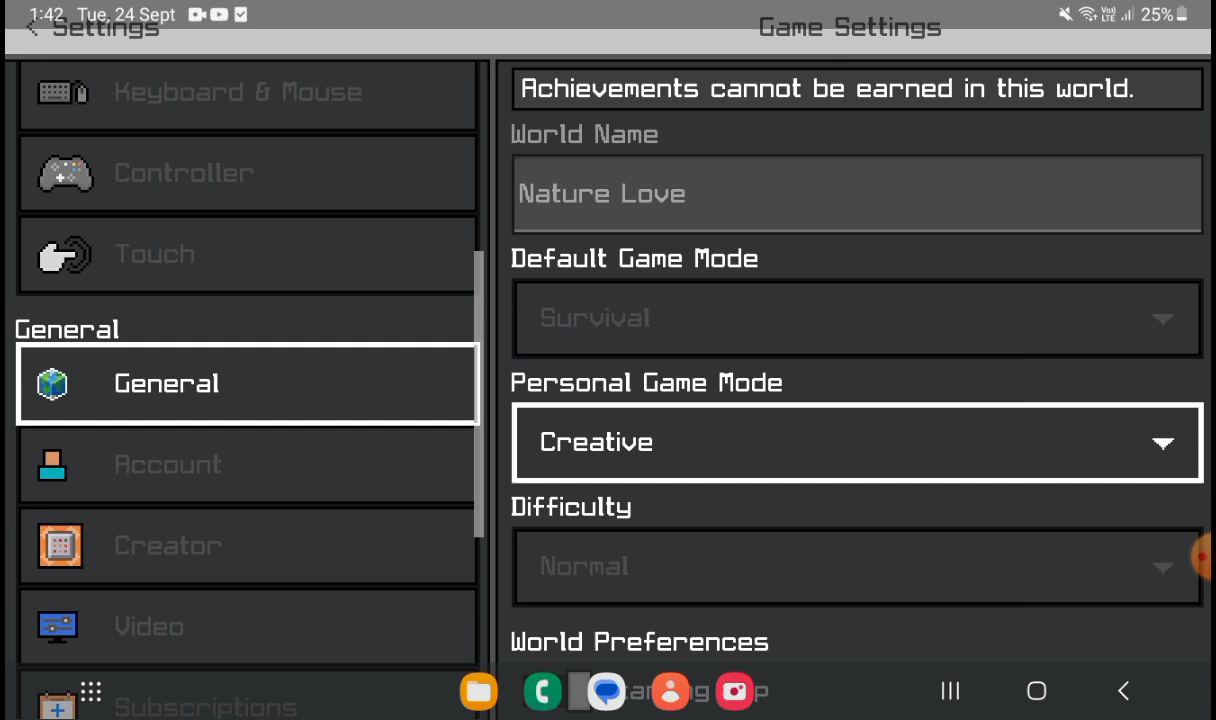 1:42 Tue, 24 Sept
25%
Settings
Game Settings
Keyboard & Mouse
Controller
Touch
General
General
Account
Creator
Video
Subscriptions
Achievements cannot be earned in this world.
World Name
Nature Love
Default Game Mode
Survival
Personal Game Mode
Creative
Difficulty
Normal
World Preferences